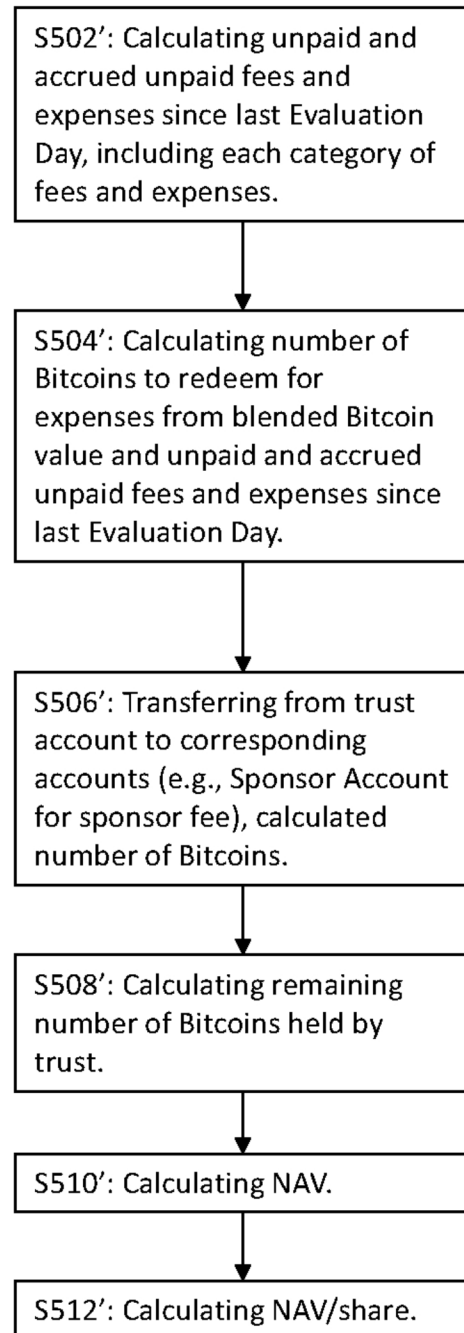 S502’: Calculating unpaid and
accrued unpaid fees and
expenses since last Evaluation
Day, including each category of
fees and expenses.
S504’: Calculating number of
Bitcoins to redeem for
expenses from blended Bitcoin
value and unpaid and accrued
unpaid fees and expenses since
last Evaluation Day.
S506’: Transferring from trust
account to corresponding
accounts (e.g., Sponsor Account
for sponsor fee), calculated
number of Bitcoins.
S508’: Calculating remaining
number of Bitcoins held by
trust.
S510’: Calculating NAV.
S512’: Calculating NAV/share.